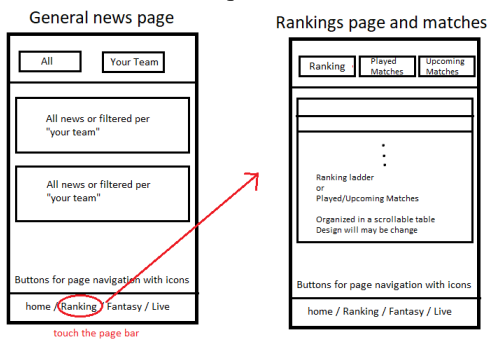 General news page
All
Your Team
All news or filtered per
"your team"
All news or filtered per
"your team"
Buttons for page navigation with icons
home / Ranking / Fantasy / Live
touch the page bar
Rankings page and matches
Ranking
Played
Matches
Upcoming
Matches
Ranking ladder
or
Played/Upcoming Matches
Organized in a scrollable table
Design will may be change
Buttons for page navigation with icons
home / Ranking / Fantasy / Live